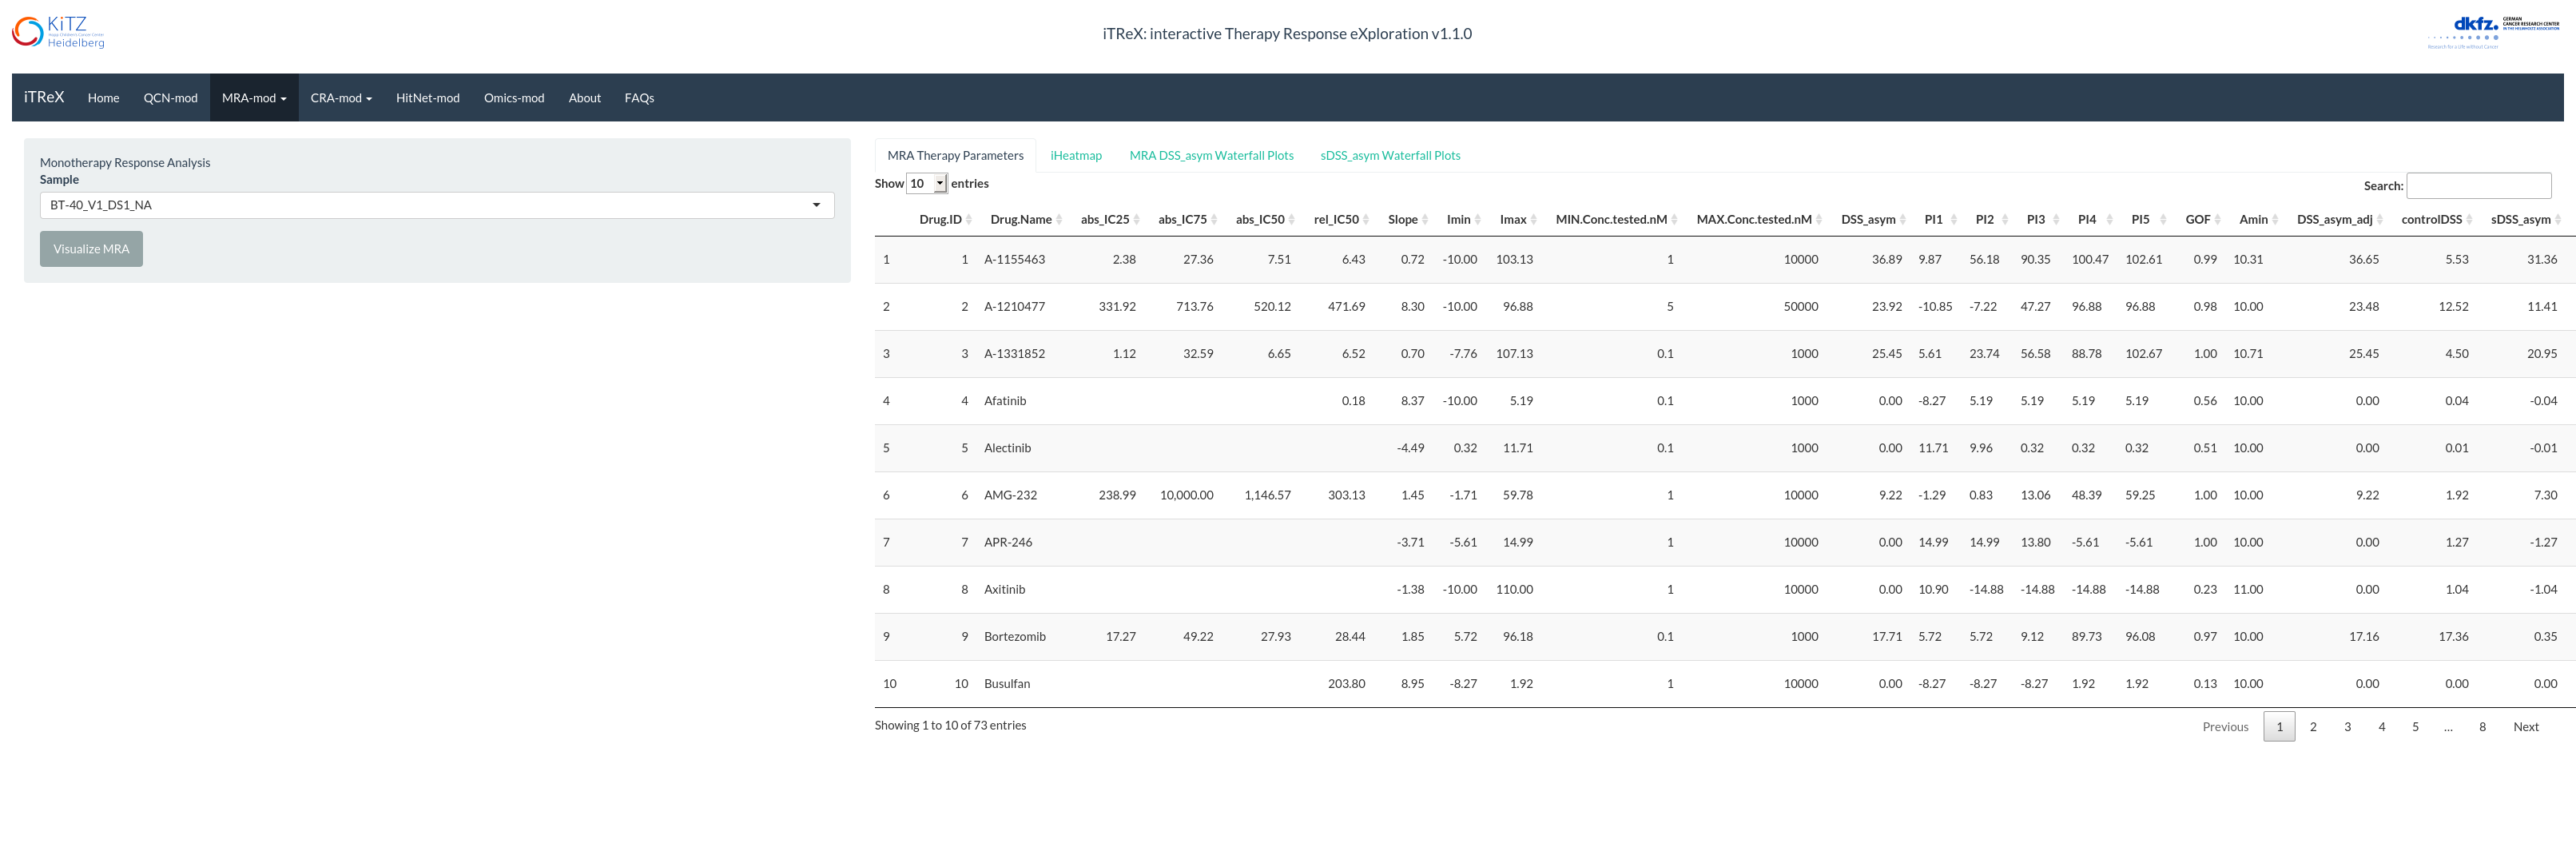 KiTZ
Hopp Children's Cancer Center
Heidelberg
iTReX: interactive Therapy Response eXploration v1.1.0
dkfz. GERMAN
CANCER RESEARCH CENTER
IN THE HELMHOLTZ ASSOCIATION
Research for a Life without Cancer
iTReX Home QCN-mod MRA-mod CRA-mod HitNet-mod Omics-mod About FAQs
Monotherapy Response Analysis
Sample
BT-40_V1_DS1_NA
Visualize MRA
MRA Therapy Parameters iHeatmap MRA DSS_asym Waterfall Plots sDSS_asym Waterfall Plots
Show 10 entries Search:
Drug.ID Drug.Name abs_IC25 abs_IC75 abs_IC50 rel_IC50 Slope Imin Imax MIN.Conc.tested.nM MAX.Conc.tested.nM DSS_asym PI1 PI2 PI3 PI4 PI5 GOF Amin DSS_asym_adj controlDSS sDSS_asym
1 1 A-1155463 2.38 27.36 7.51 6.43 0.72 -10.00 103.13 1 10000 36.89 9.87 56.18 90.35 100.47 102.61 0.99 10.31 36.65 5.53 31.36
2 2 A-1210477 331.92 713.76 520.12 471.69 8.30 -10.00 96.88 5 50000 23.92 -10.85 -7.22 47.27 96.88 96.88 0.98 10.00 23.48 12.52 11.41
3 3 A-1331852 1.12 32.59 6.65 6.52 0.70 -7.76 107.13 0.1 1000 25.45 5.61 23.74 56.58 88.78 102.67 1.00 10.71 25.45 4.50 20.95
4 4 Afatinib 0.18 8.37 -10.00 5.19 0.1 1000 0.00 -8.27 5.19 5.19 5.19 5.19 0.56 10.00 0.00 0.04 -0.04
5 5 Alectinib -4.49 0.32 11.71 0.1 1000 0.00 11.71 9.96 0.32 0.32 0.32 0.51 10.00 0.00 0.01 -0.01
6 6 AMG-232 238.99 10,000.00 1,146.57 303.13 1.45 -1.71 59.78 1 10000 9.22 -1.29 0.83 13.06 48.39 59.25 1.00 10.00 9.22 1.92 7.30
7 7 APR-246 -3.71 -5.61 14.99 1 10000 0.00 14.99 14.99 13.80 -5.61 -5.61 1.00 10.00 0.00 1.27 -1.27
8 8 Axitinib -1.38 -10.00 110.00 1 10000 0.00 10.90 -14.88 -14.88 -14.88 -14.88 0.23 11.00 0.00 1.04 -1.04
9 9 Bortezomib 17.27 49.22 27.93 28.44 1.85 5.72 96.18 0.1 1000 17.71 5.72 5.72 9.12 89.73 96.08 0.97 10.00 17.16 17.36 0.35
10 10 Busulfan 203.80 8.95 -8.27 1.92 1 10000 0.00 -8.27 -8.27 -8.27 1.92 1.92 0.13 10.00 0.00 0.00 0.00
Showing 1 to 10 of 73 entries Previous 1 2 3 4 5 … 8 Next